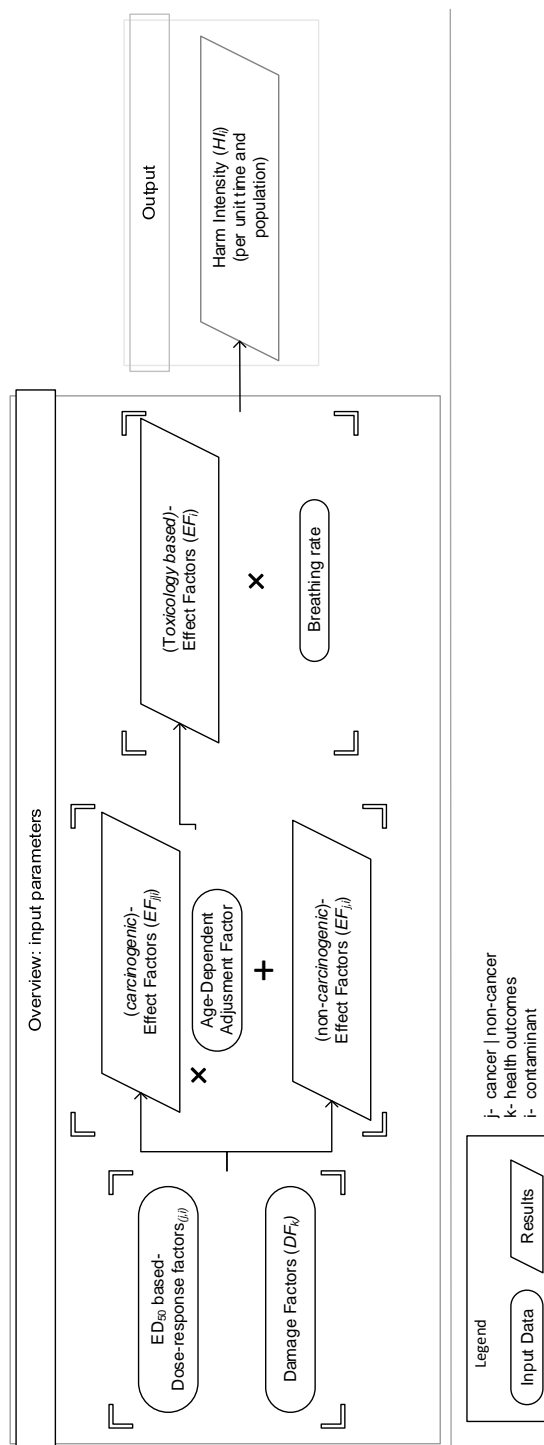 Overview: input parameters
ED50 based-
Dose-response factors(j,i)
Damage Factors (DFk)
(carcinogenic)-
Effect Factors (EFj|i)
×
Age-Dependent
Adjusment Factor
+
(non-carcinogenic)-
Effect Factors (EFj,i)
(Toxicology based)-
Effect Factors (EFi)
×
Breathing rate
Output
Harm Intensity (HIi)
(per unit time and
population)
Legend
Input Data
Results
j- cancer | non-cancer
k- health outcomes
i- contaminant